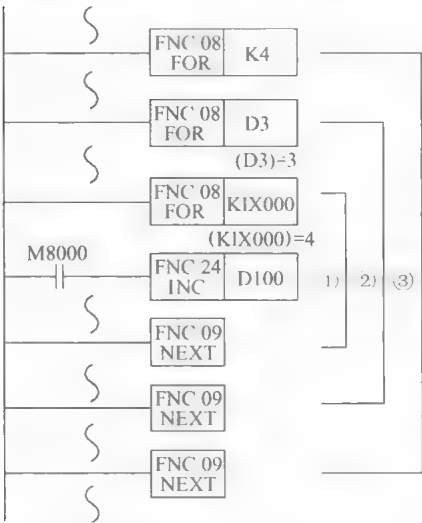 FNC 08
FOR
K4
FNC 08
FOR
D3
(D3)=3
FNC 08
FOR
K1X000
(K1X000)=4
M8000
FNC 24
INC
D100
1) 2) (3)
FNC 09
NEXT
FNC 09
NEXT
FNC 09
NEXT